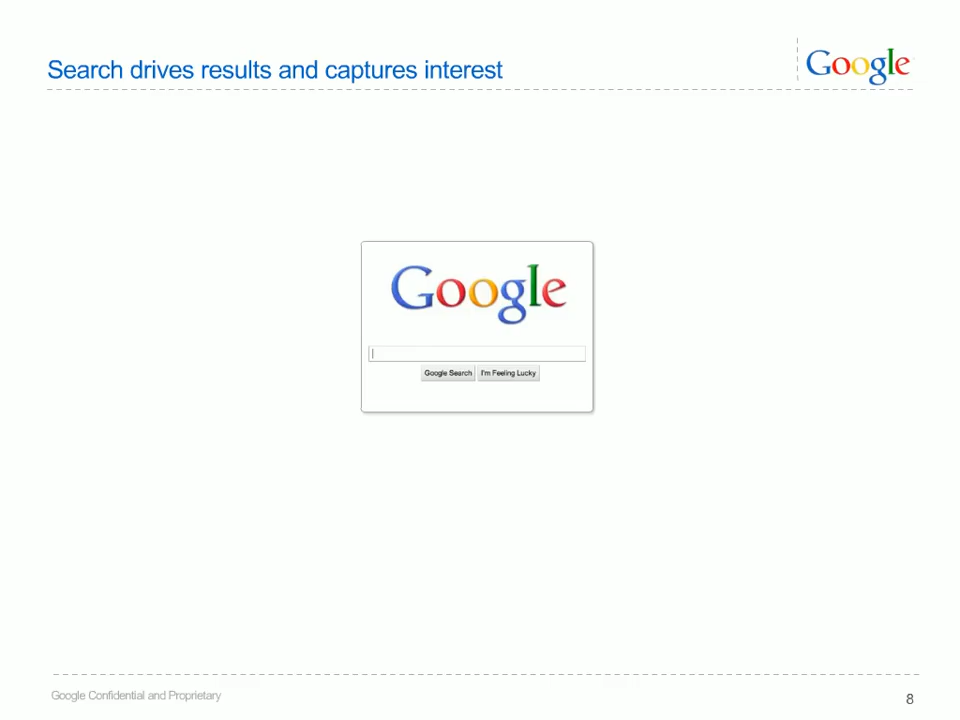 Search drives results and captures interest
Google
Google
Google Search I'm Feeling Lucky
Google Confidential and Proprietary
8